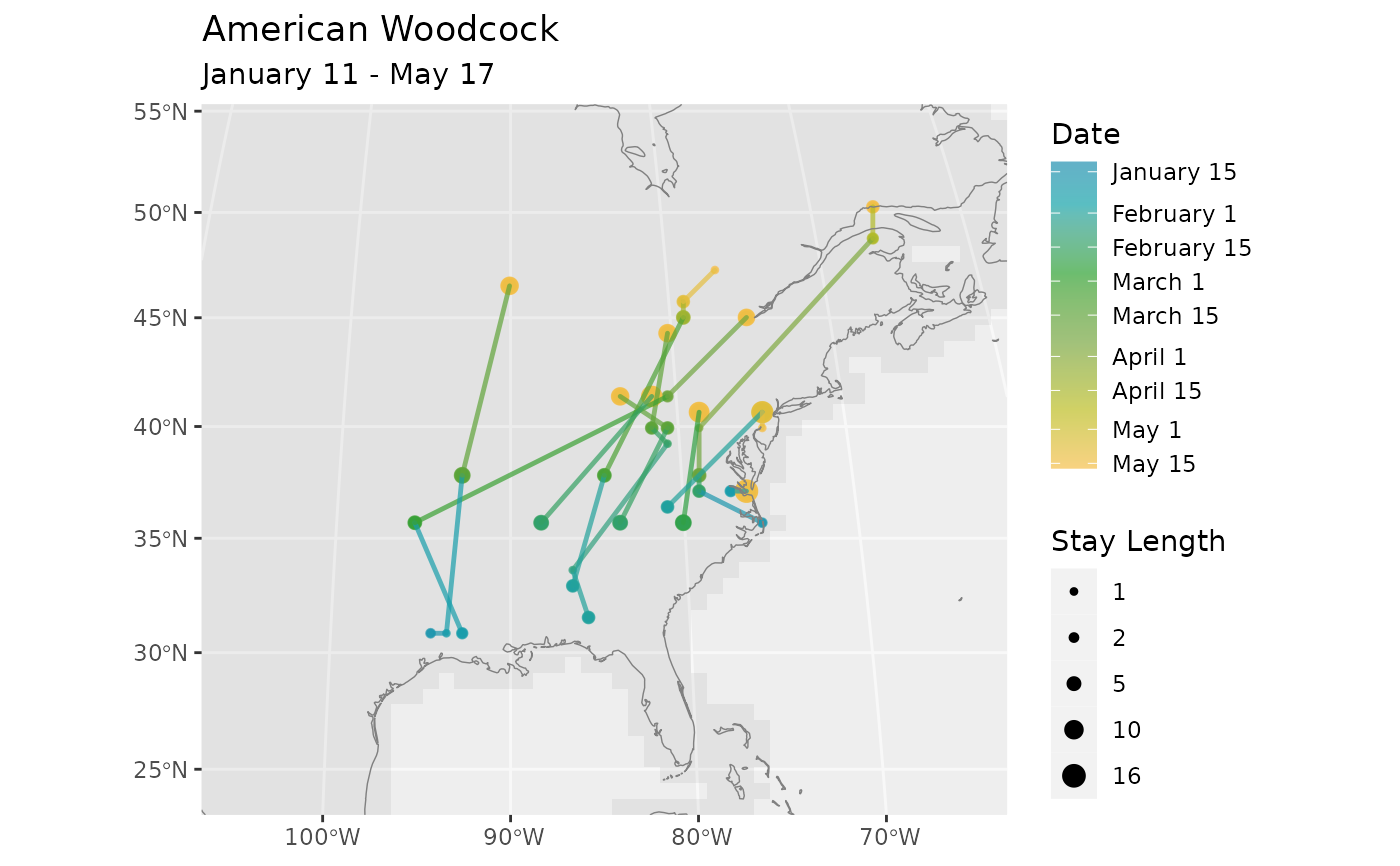 American Woodcock
January 11 - May 17
55°N
50°N
45°N
40°N
35°N
30°N
25°N
100°W
90°W
80°W
70°W
Date
January 15
February 1
February 15
March 1
March 15
April 1
April 15
May 1
May 15
Stay Length
1
2
5
10
16